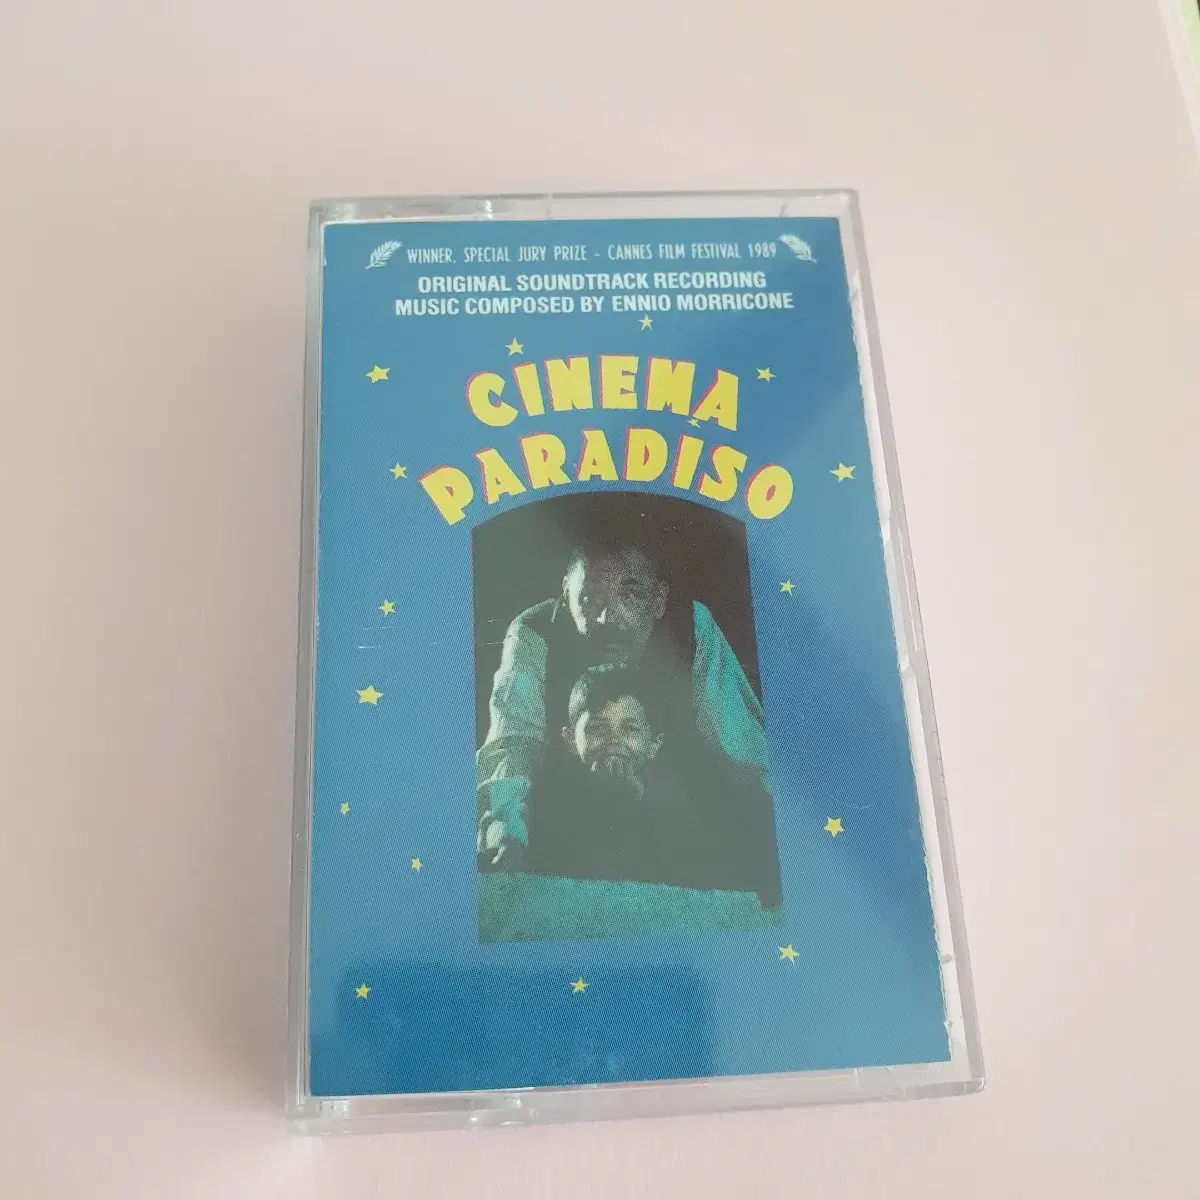 WINNER, SPECIAL JURY PRIZE - CANNES FILM FESTIVAL 1989
ORIGINAL SOUNDTRACK RECORDING
MUSIC COMPOSED BY ENNIO MORRICONE
CINEMA
PARADISO